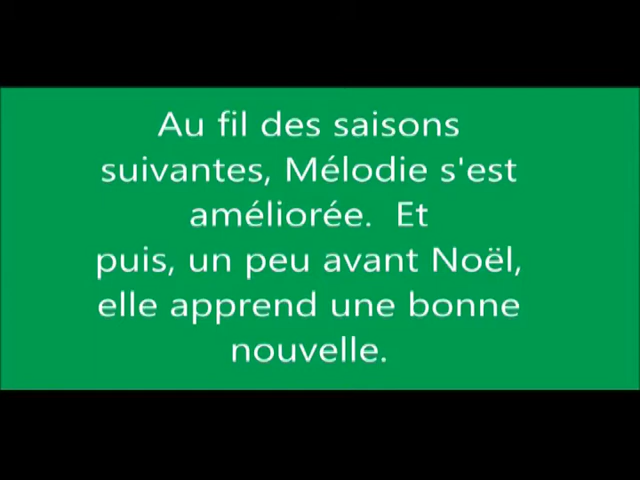 Au fil des saisons
suivantes, Mélodie s'est
améliorée.  Et
puis, un peu avant Noël,
elle apprend une bonne
nouvelle.